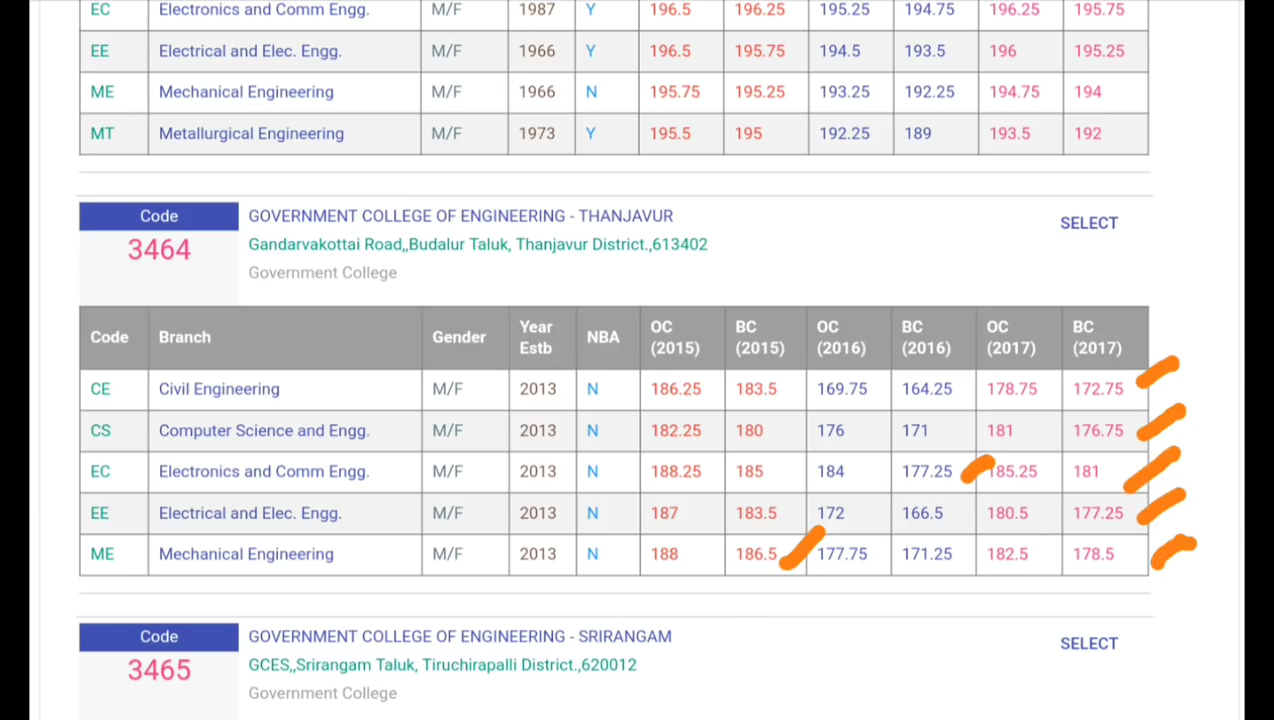 EC Electronics and Comm Engg. M/F 1987 Y 196.5 196.25 195.25 194.75 196.25 195.75
EE Electrical and Elec. Engg. M/F 1966 Y 196.5 195.75 194.5 193.5 196 195.25
ME Mechanical Engineering M/F 1966 N 195.75 195.25 193.25 192.25 194.75 194
MT Metallurgical Engineering M/F 1973 Y 195.5 195 192.25 189 193.5 192
Code GOVERNMENT COLLEGE OF ENGINEERING - THANJAVUR SELECT
3464 Gandarvakottai Road,,Budalur Taluk, Thanjavur District.,613402
Government College
Code Branch Gender Year Estb NBA OC (2015) BC (2015) OC (2016) BC (2016) OC (2017) BC (2017)
CE Civil Engineering M/F 2013 N 186.25 183.5 169.75 164.25 178.75 172.75
CS Computer Science and Engg. M/F 2013 N 182.25 180 176 171 181 176.75
EC Electronics and Comm Engg. M/F 2013 N 188.25 185 184 177.25 185.25 181
EE Electrical and Elec. Engg. M/F 2013 N 187 183.5 172 166.5 180.5 177.25
ME Mechanical Engineering M/F 2013 N 188 186.5 177.75 171.25 182.5 178.5
Code GOVERNMENT COLLEGE OF ENGINEERING - SRIRANGAM SELECT
3465 GCES,,Srirangam Taluk, Tiruchirapalli District.,620012
Government College